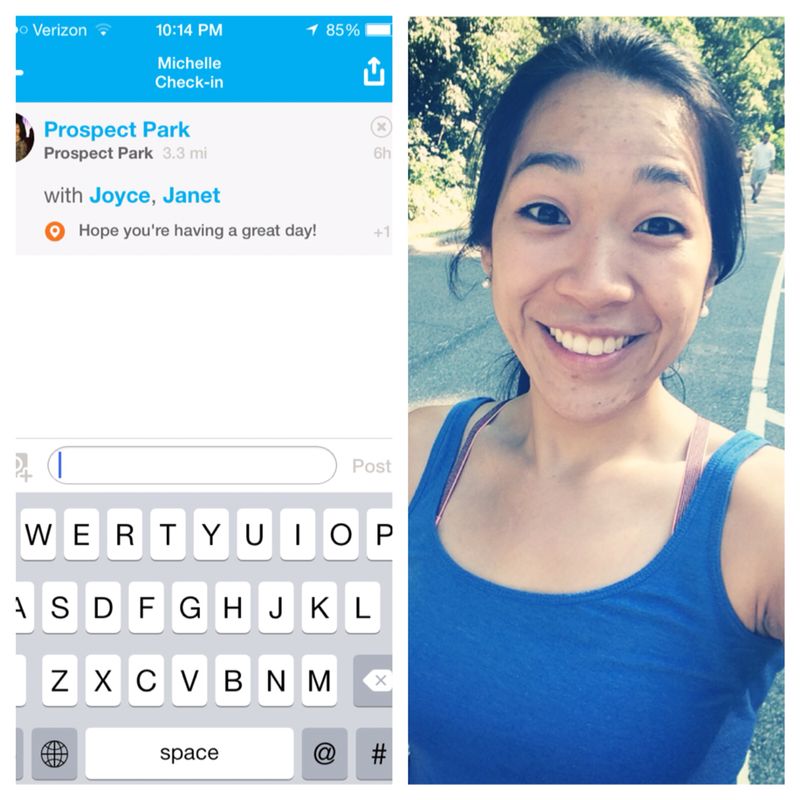 Verizon 10:14 PM 85%
Michelle
Check-in
Prospect Park
Prospect Park 3.3 mi 6h
with Joyce, Janet
Hope you're having a great day! +1
Post
W E R T Y U I O P
A S D F G H J K L
Z X C V B N M
space @ #